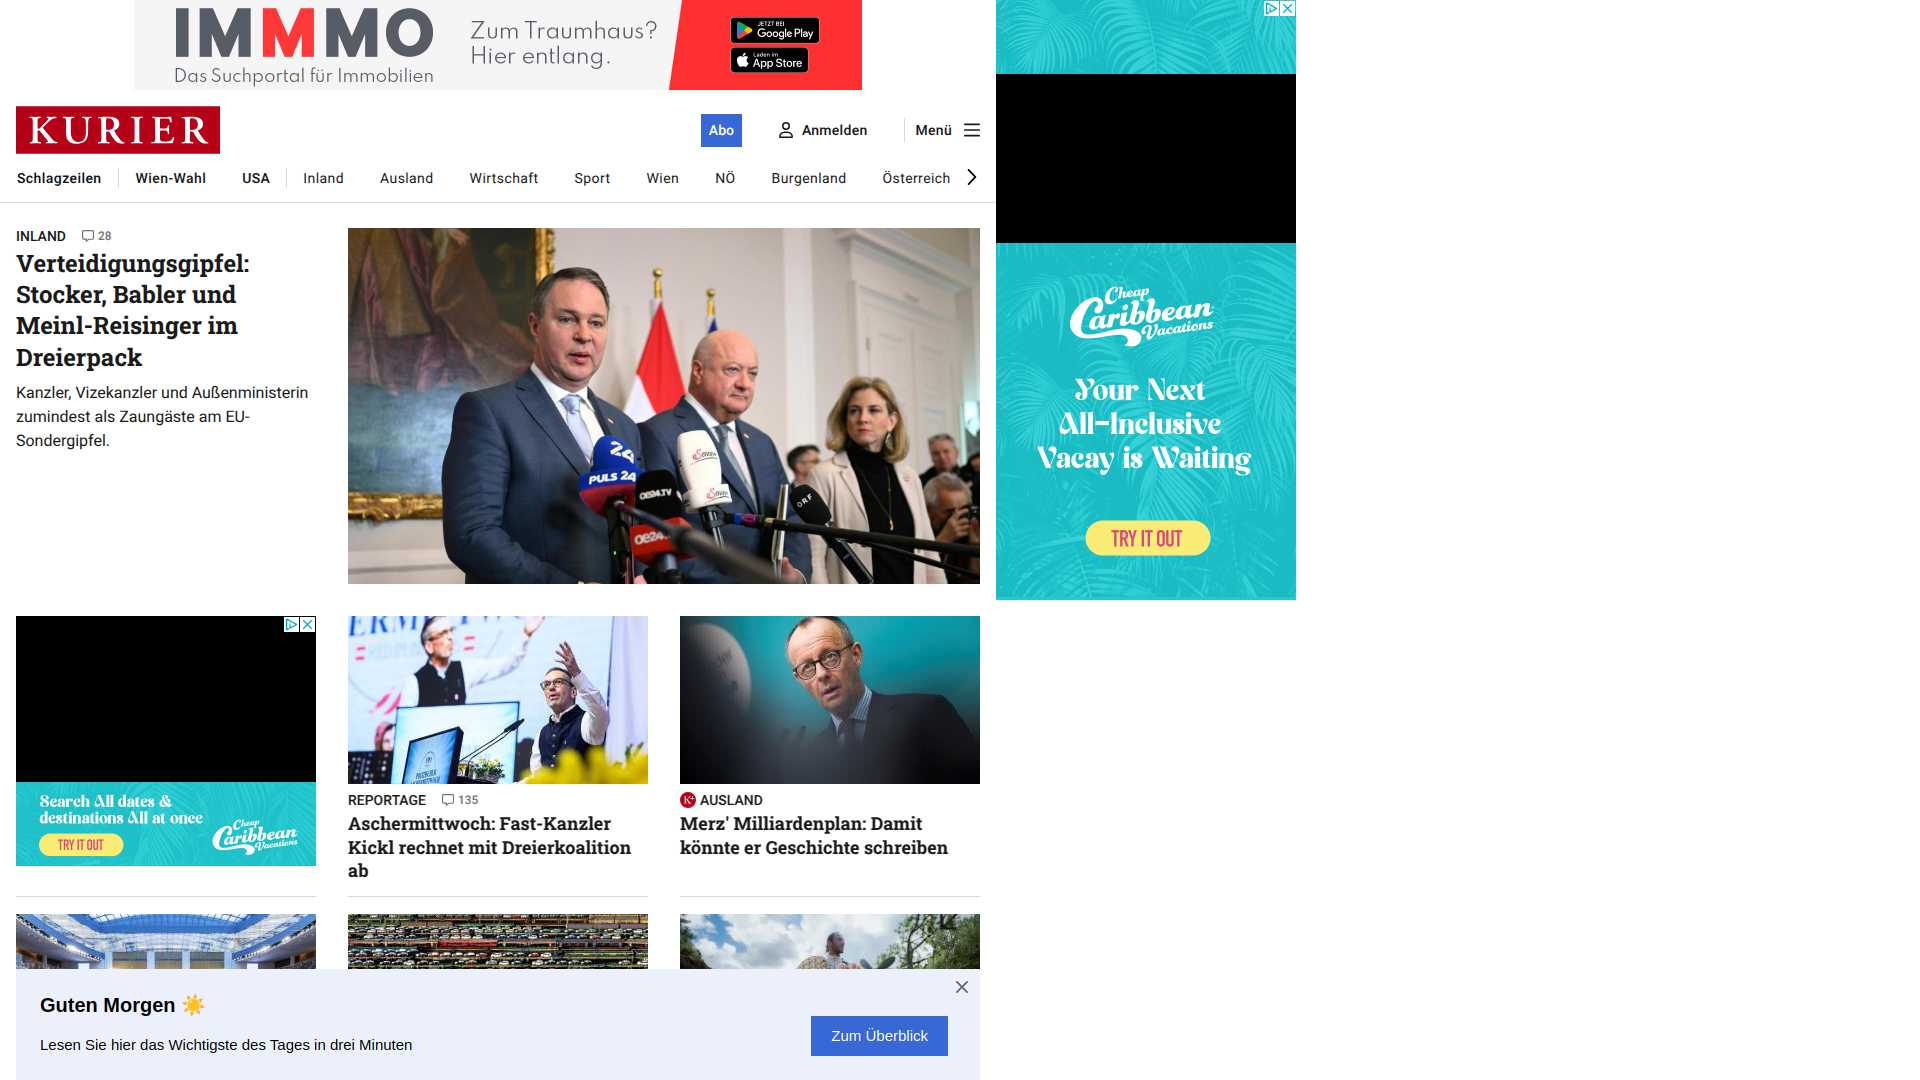 IMMMO
Das Suchportal für Immobilien
Zum Traumhaus?
Hier entlang.
JETZT BEI
Google Play
Laden im
App Store
KURIER
Abo
Anmelden
Menü
Schlagzeilen
Wien-Wahl
USA
Inland
Ausland
Wirtschaft
Sport
Wien
NÖ
Burgenland
Österreich
INLAND 28
Verteidigungsgipfel:
Stocker, Babler und
Meinl-Reisinger im
Dreierpack
Kanzler, Vizekanzler und Außenministerin
zumindest als Zaungäste am EU-
Sondergipfel.
24
PULS 24
OE24.TV
oe24
ORF
Cheap
Caribbean
Vacations
Your Next
All-Inclusive
Vacay is Waiting
TRY IT OUT
Search All dates &
destinations All at once
TRY IT OUT
Cheap
Caribbean
Vacations
REPORTAGE 135
Aschermittwoch: Fast-Kanzler
Kickl rechnet mit Dreierkoalition
ab
K+ AUSLAND
Merz' Milliardenplan: Damit
könnte er Geschichte schreiben
Guten Morgen ☀️
Lesen Sie hier das Wichtigste des Tages in drei Minuten
Zum Überblick